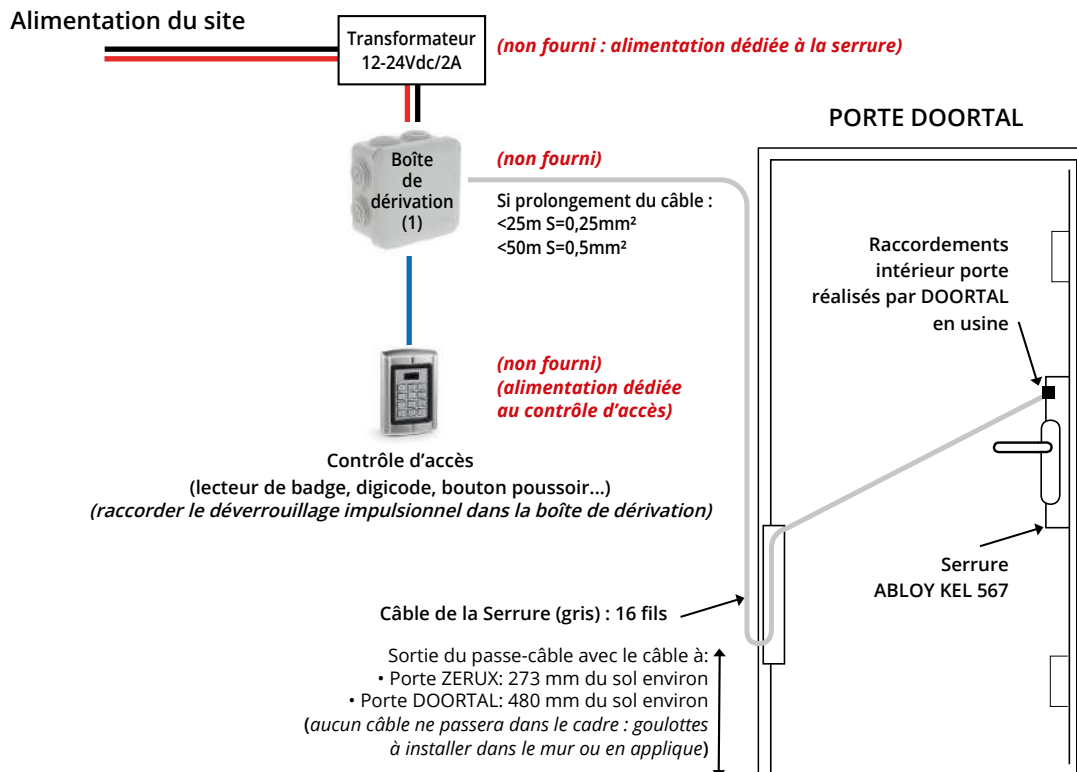 Alimentation du site
Transformateur
12-24Vdc/2A
(non fourni : alimentation dédiée à la serrure)
PORTE DOORTAL
Boîte
de
dérivation
(1)
(non fourni)
Si prolongement du câble :
<25m S=0,25mm²
<50m S=0,5mm²
Raccordements
intérieur porte
réalisés par DOORTAL
en usine
(non fourni)
(alimentation dédiée
au contrôle d’accès)
Contrôle d’accès
(lecteur de badge, digicode, bouton poussoir...)
(raccorder le déverrouillage impulsionnel dans la boîte de dérivation)
Serrure
ABLOY KEL 567
Câble de la Serrure (gris) : 16 fils
Sortie du passe-câble avec le câble à:
• Porte ZERUX: 273 mm du sol environ
• Porte DOORTAL: 480 mm du sol environ
(aucun câble ne passera dans le cadre : goulottes
à installer dans le mur ou en applique)